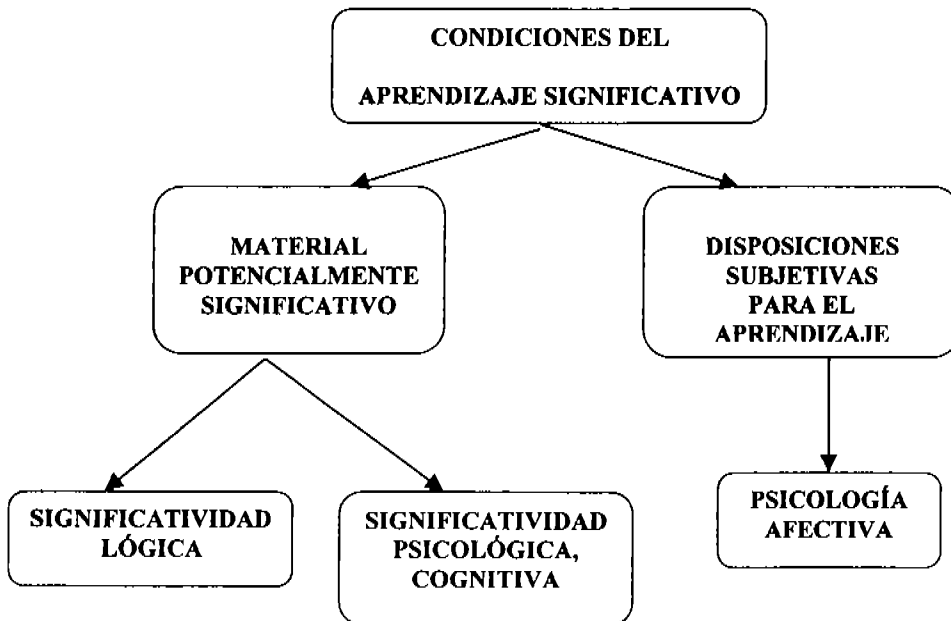 CONDICIONES DEL
APRENDIZAJE SIGNIFICATIVO
MATERIAL
POTENCIALMENTE
SIGNIFICATIVO
DISPOSICIONES
SUBJETIVAS
PARA EL
APRENDIZAJE
SIGNIFICATIVIDAD
LÓGICA
SIGNIFICATIVIDAD
PSICOLÓGICA,
COGNITIVA
PSICOLOGÍA
AFECTIVA